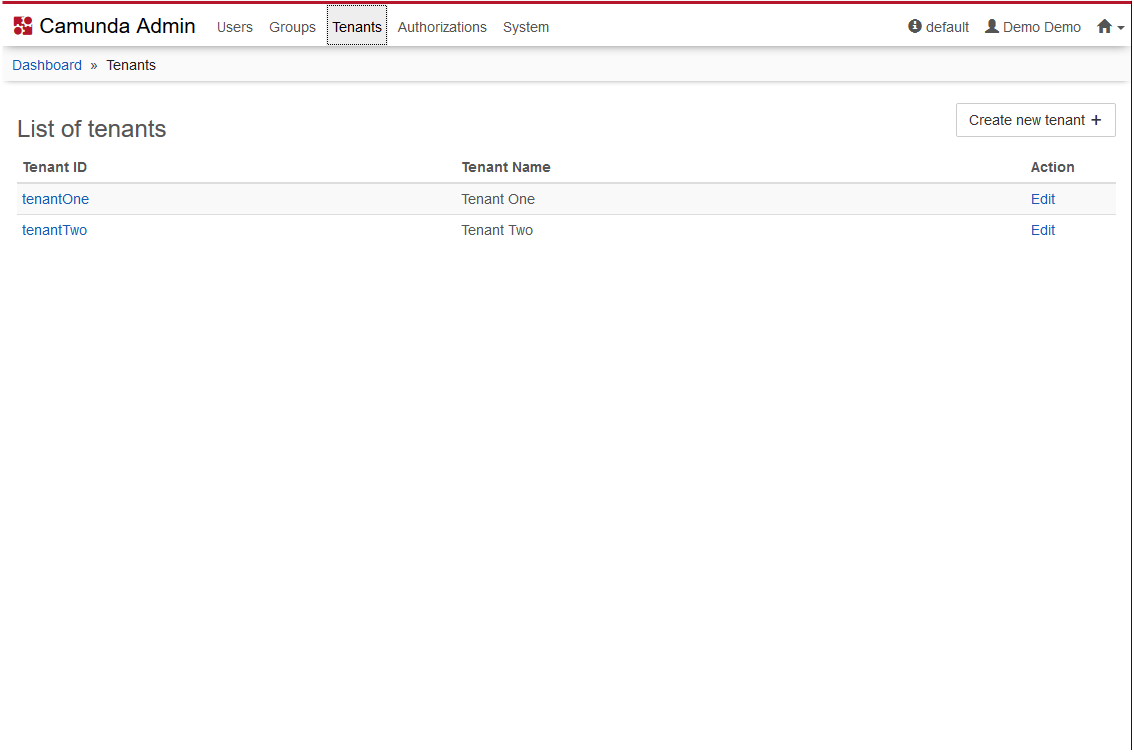 Camunda Admin Users Groups Tenants Authorizations System default Demo Demo
Dashboard » Tenants
List of tenants
Create new tenant +
Tenant ID Tenant Name Action
tenantOne Tenant One Edit
tenantTwo Tenant Two Edit